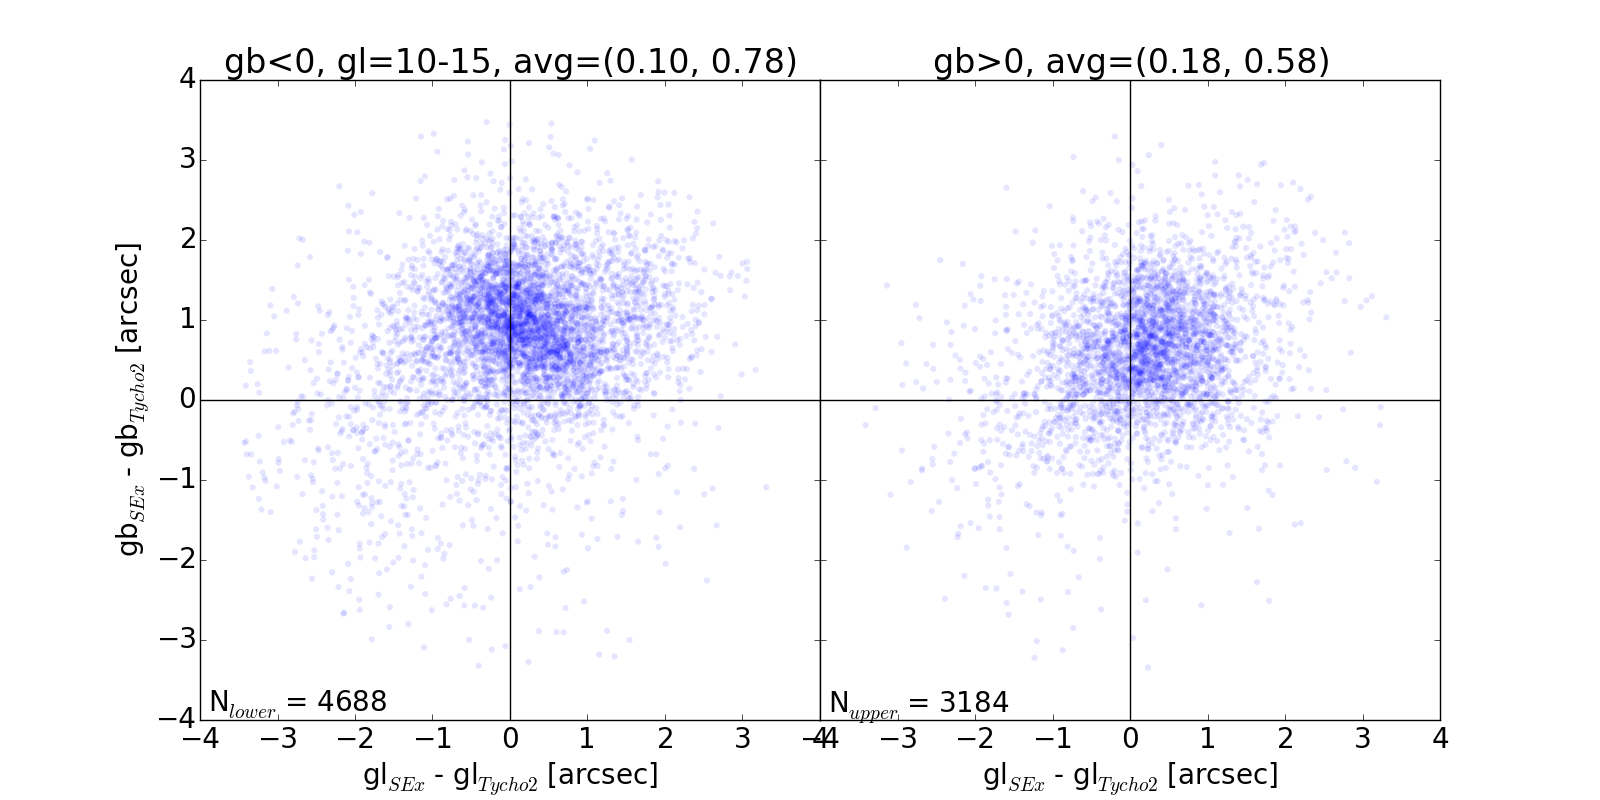 gb<0, gl=10-15, avg=(0.10, 0.78)
gb>0, avg=(0.18, 0.58)
4
3
2
1
0
−1
−2
−3
−4
gb_SEx - gb_Tycho2 [arcsec]
N_lower = 4688
N_upper = 3184
−4 −3 −2 −1 0 1 2 3 4
−4 −3 −2 −1 0 1 2 3 4
gl_SEx - gl_Tycho2 [arcsec]
gl_SEx - gl_Tycho2 [arcsec]